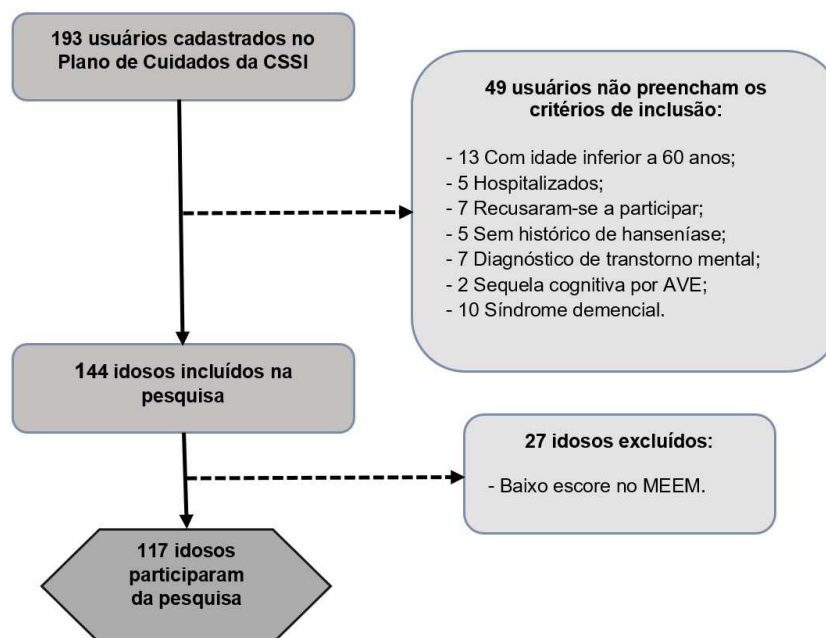 193 usuários cadastrados no
Plano de Cuidados da CSSI
49 usuários não preencham os
critérios de inclusão:
- 13 Com idade inferior a 60 anos;
- 5 Hospitalizados;
- 7 Recusaram-se a participar;
- 5 Sem histórico de hanseníase;
- 7 Diagnóstico de transtorno mental;
- 2 Sequela cognitiva por AVE;
- 10 Síndrome demencial.
144 idosos incluídos na
pesquisa
27 idosos excluídos:
- Baixo escore no MEEM.
117 idosos
participaram
da pesquisa